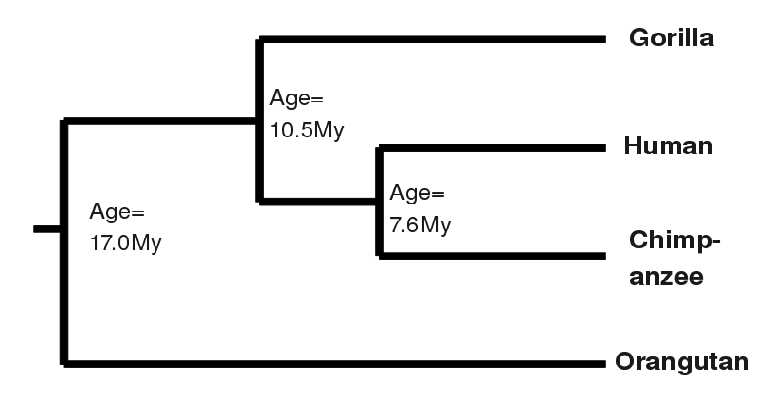 Gorilla
Age=
10.5My
Human
Age=
7.6My
Age=
17.0My
Chimp-
anzee
Orangutan